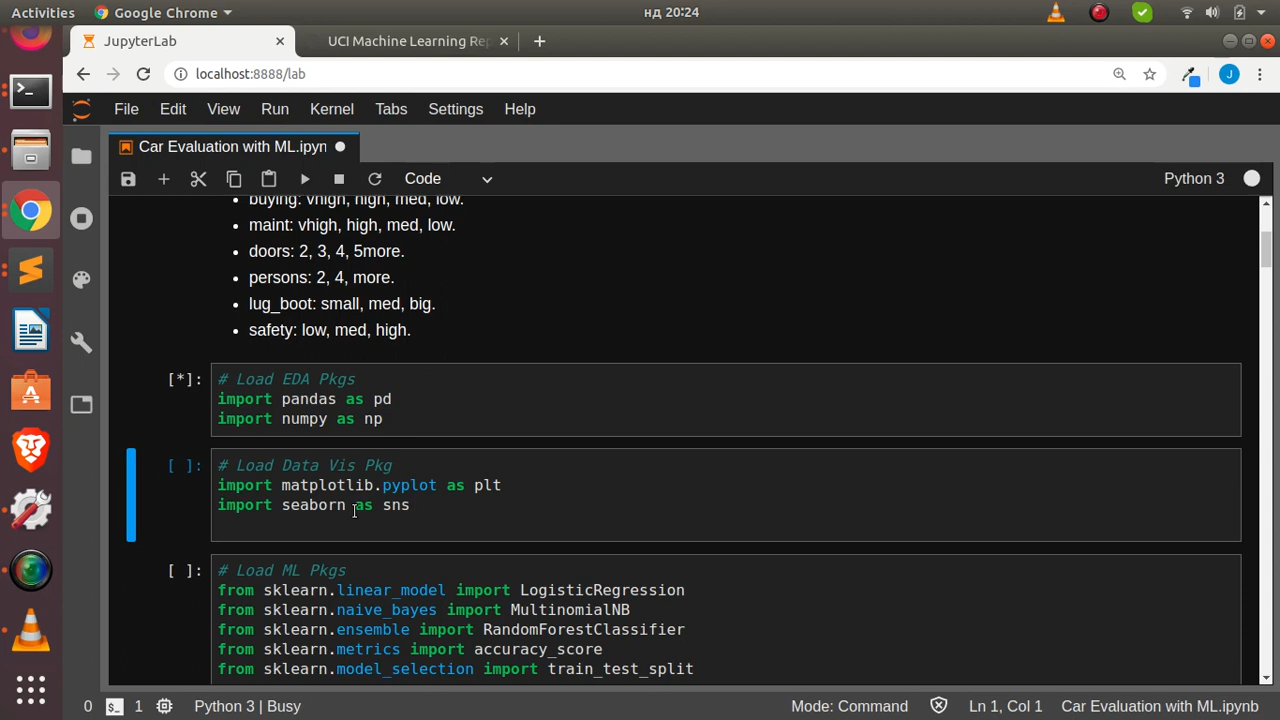 Activities Google Chrome нд 20:24
JupyterLab UCI Machine Learning Rep
localhost:8888/lab J
File Edit View Run Kernel Tabs Settings Help
Car Evaluation with ML.ipyn
Code Python 3
buying: vhigh, high, med, low.
maint: vhigh, high, med, low.
doors: 2, 3, 4, 5more.
persons: 2, 4, more.
lug_boot: small, med, big.
safety: low, med, high.
[*]: # Load EDA Pkgs
import pandas as pd
import numpy as np
[ ]: # Load Data Vis Pkg
import matplotlib.pyplot as plt
import seaborn as sns
[ ]: # Load ML Pkgs
from sklearn.linear_model import LogisticRegression
from sklearn.naive_bayes import MultinomialNB
from sklearn.ensemble import RandomForestClassifier
from sklearn.metrics import accuracy_score
from sklearn.model_selection import train_test_split
0 1 Python 3 | Busy Mode: Command Ln 1, Col 1 Car Evaluation with ML.ipynb